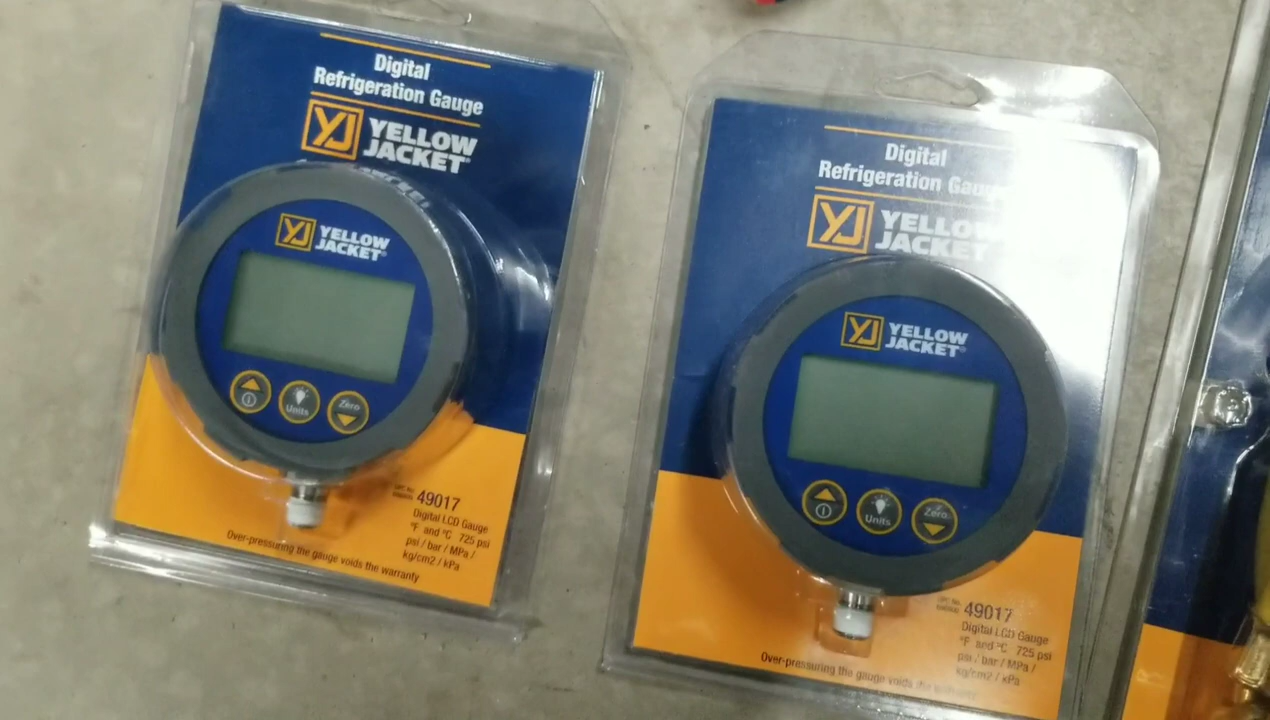 Digital
Refrigeration Gauge
YJ YELLOW
JACKET®
YJ YELLOW
JACKET®
Units
Zero
49017
Digital LCD Gauge
°F and °C 725 psi
psi / bar / MPa /
kg/cm2 / kPa
Over-pressuring the gauge voids the warranty
Digital
Refrigeration Gauge
YJ YELLOW
JACKET
YJ YELLOW
JACKET®
Units
Zero
49017
Digital LCD Gauge
°F and °C 725 psi
psi / bar / MPa /
kg/cm2 / kPa
Over-pressuring the gauge voids the warranty